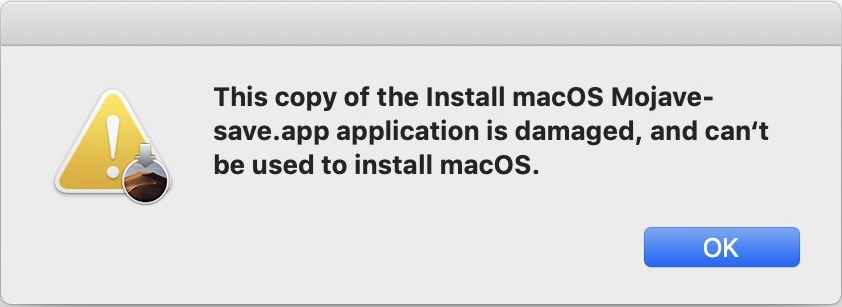 This copy of the Install macOS Mojave-
save.app application is damaged, and can‘t
be used to install macOS.
OK